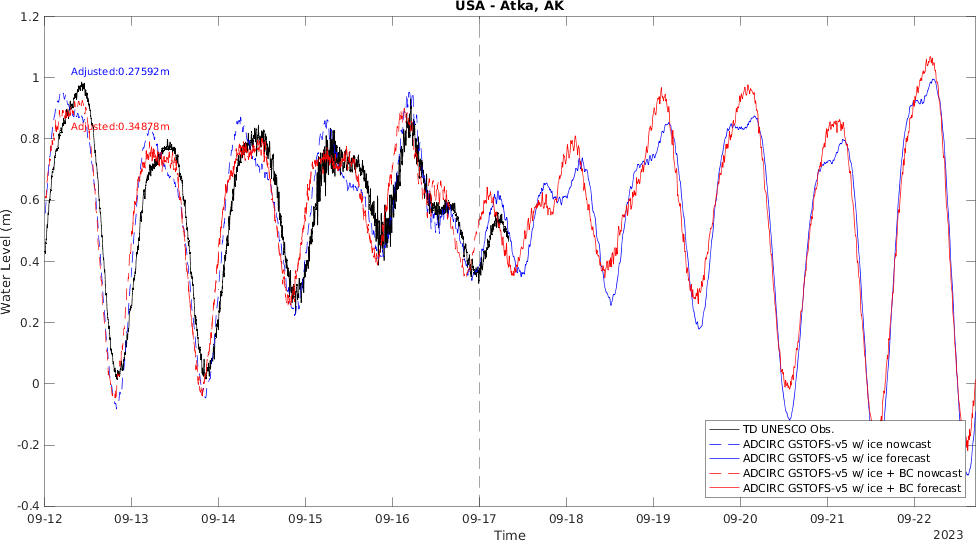 USA - Atka, AK
1.2
1
0.8
0.6
0.4
0.2
0
-0.2
-0.4
Water Level (m)
Adjusted:0.27592m
Adjusted:0.34878m
TD UNESCO Obs.
ADCIRC GSTOFS-v5 w/ ice nowcast
ADCIRC GSTOFS-v5 w/ ice forecast
ADCIRC GSTOFS-v5 w/ ice + BC nowcast
ADCIRC GSTOFS-v5 w/ ice + BC forecast
09-12 09-13 09-14 09-15 09-16 09-17 09-18 09-19 09-20 09-21 09-22
Time
2023